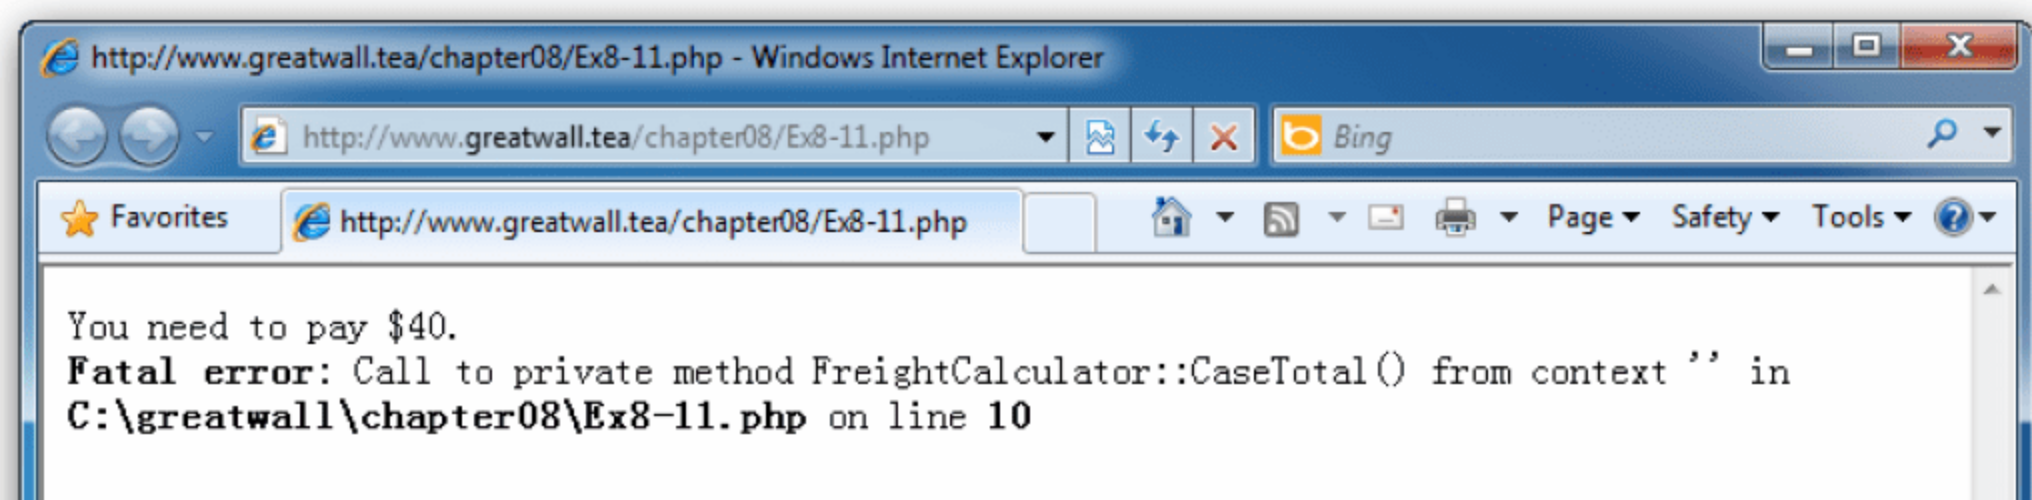 http://www.greatwall.tea/chapter08/Ex8-11.php - Windows Internet Explorer
http://www.greatwall.tea/chapter08/Ex8-11.php Bing
Favorites http://www.greatwall.tea/chapter08/Ex8-11.php Page Safety Tools
You need to pay $40.
Fatal error: Call to private method FreightCalculator::CaseTotal() from context '' in
C:\greatwall\chapter08\Ex8-11.php on line 10